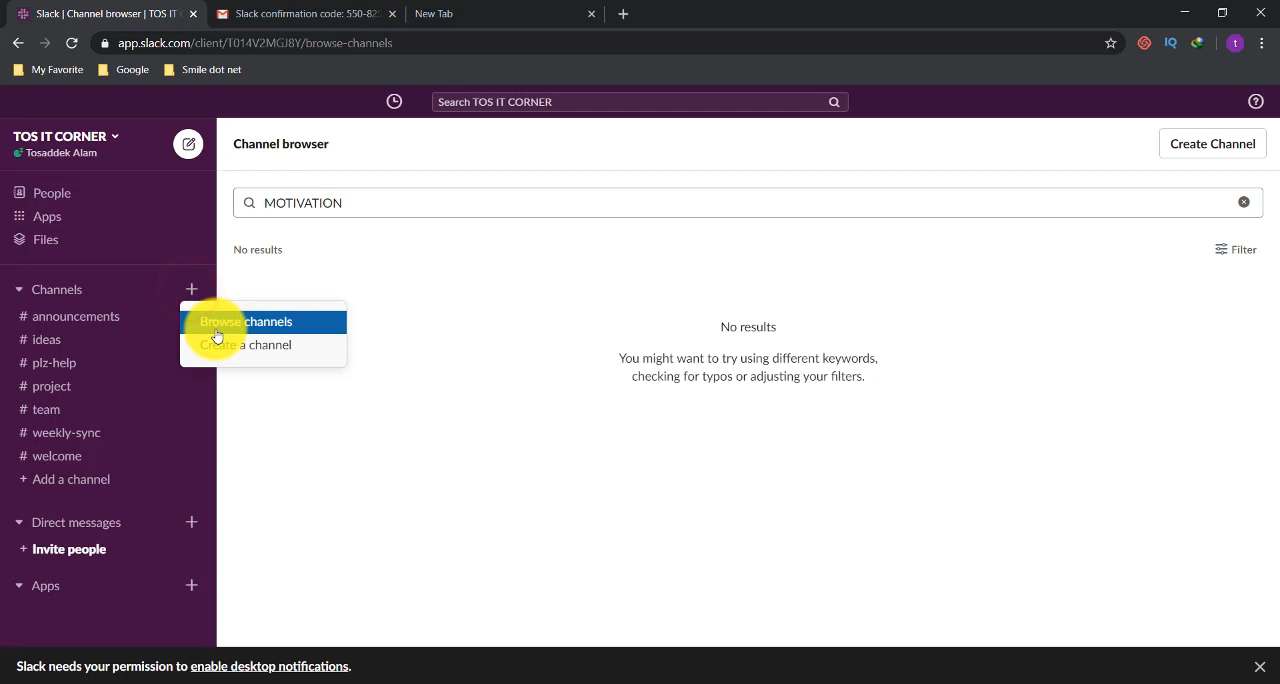 Slack | Channel browser | TOS IT
Slack confirmation code: 550-82
New Tab
app.slack.com/client/T014V2MGJ8Y/browse-channels
IQ
t
My Favorite
Google
Smile dot net
Search TOS IT CORNER
TOS IT CORNER
Tosaddek Alam
Channel browser
Create Channel
People
Apps
Files
MOTIVATION
No results
Filter
Channels
# announcements
# ideas
# plz-help
# project
# team
# weekly-sync
# welcome
+ Add a channel
Browse channels
Create a channel
No results
You might want to try using different keywords,
checking for typos or adjusting your filters.
Direct messages
+ Invite people
Apps
Slack needs your permission to enable desktop notifications.